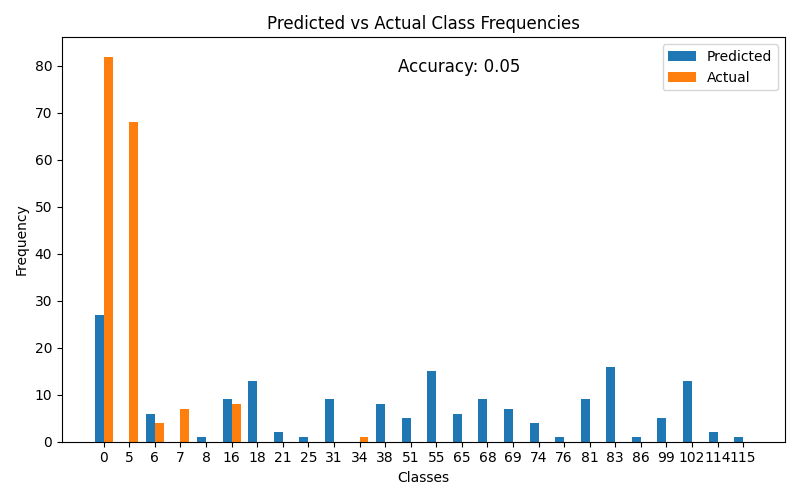 Predicted vs Actual Class Frequencies
Accuracy: 0.05
Predicted
Actual
80
70
60
50
40
30
20
10
0
Frequency
0 5 6 7 8 16 18 21 25 31 34 38 51 55 65 68 69 74 76 81 83 86 99 102 114 115
Classes